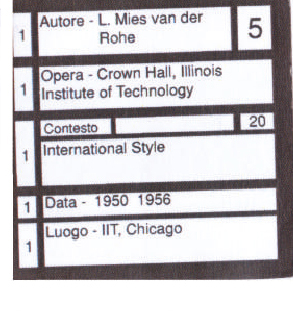 1 Autore - L. Mies van der 5
Rohe
1 Opera - Crown Hall, Illinois
Institute of Technology
Contesto 20
1 International Style
1 Data - 1950 1956
1 Luogo - IIT, Chicago